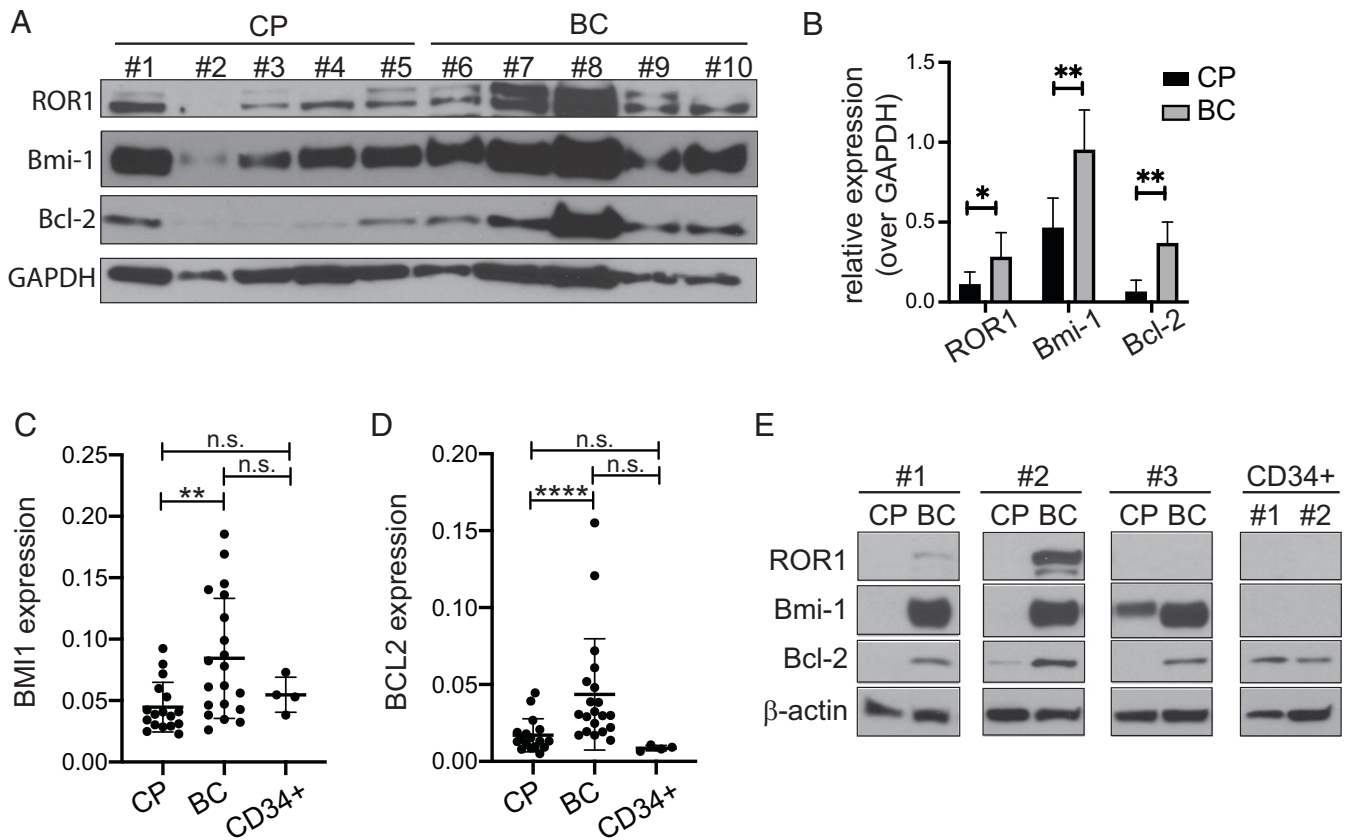 A
CP BC
#1 #2 #3 #4 #5 #6 #7 #8 #9 #10
ROR1
Bmi-1
Bcl-2
GAPDH
B
relative expression
(over GAPDH)
1.5
1.0
0.5
0.0
* ** **
CP
BC
ROR1 Bmi-1 Bcl-2
C
BMI1 expression
0.25
0.20
0.15
0.10
0.05
0.00
n.s.
n.s.
**
CP BC CD34+
D
BCL2 expression
0.20
0.15
0.10
0.05
0.00
n.s.
n.s.
****
CP BC CD34+
E
#1 #2 #3 CD34+
CP BC CP BC CP BC #1 #2
ROR1
Bmi-1
Bcl-2
β-actin